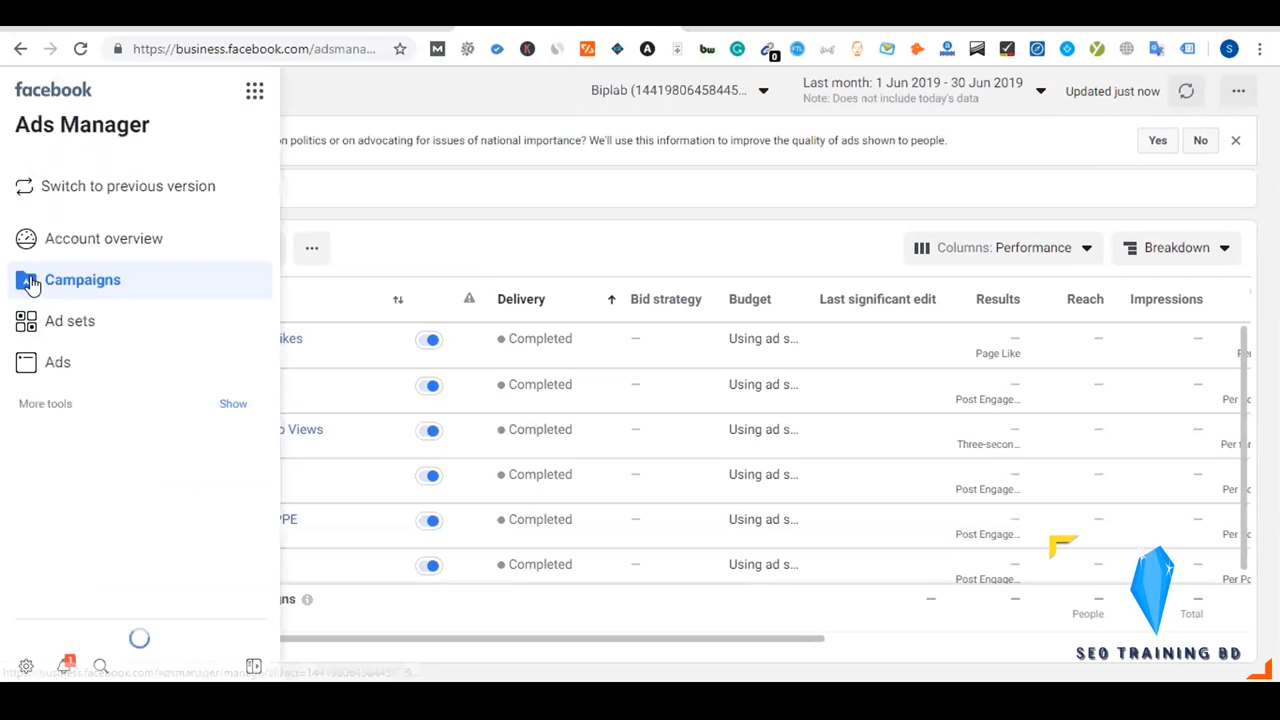 https://business.facebook.com/adsmana...
facebook
Ads Manager
Biplab (14419806458445...
Last month: 1 Jun 2019 - 30 Jun 2019
Note: Does not include today's data
Updated just now
on politics or on advocating for issues of national importance? We'll use this information to improve the quality of ads shown to people.
Yes
No
Switch to previous version
Account overview
Campaigns
Ad sets
Ads
More tools
Show
Columns: Performance
Breakdown
Delivery
Bid strategy
Budget
Last significant edit
Results
Reach
Impressions
ikes
Completed
—
Using ad s...
—
—
—
Page Like
Completed
—
Using ad s...
—
—
—
Post Engage...
Views
Completed
—
Using ad s...
—
—
—
Three-secon...
Completed
—
Using ad s...
—
—
—
Post Engage...
PPE
Completed
—
Using ad s...
—
—
—
Post Engage...
Completed
—
Using ad s...
—
—
—
Post Engage...
—
—
—
—
People
Total
SEO TRAINING BD